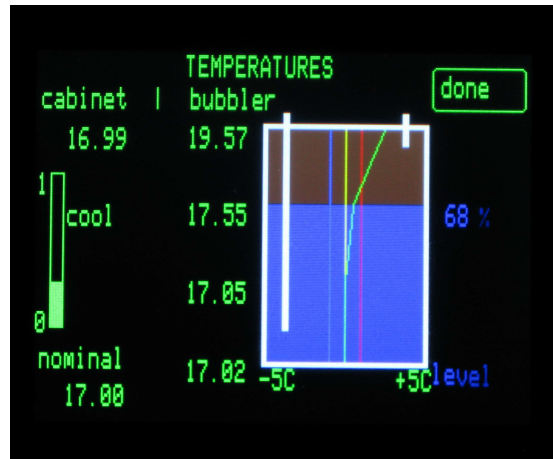 TEMPERATURES
cabinet | bubbler
done
16.99 19.57
1
cool 17.55 68 %
17.05
0
nominal 17.02 -5C +5C level
17.00